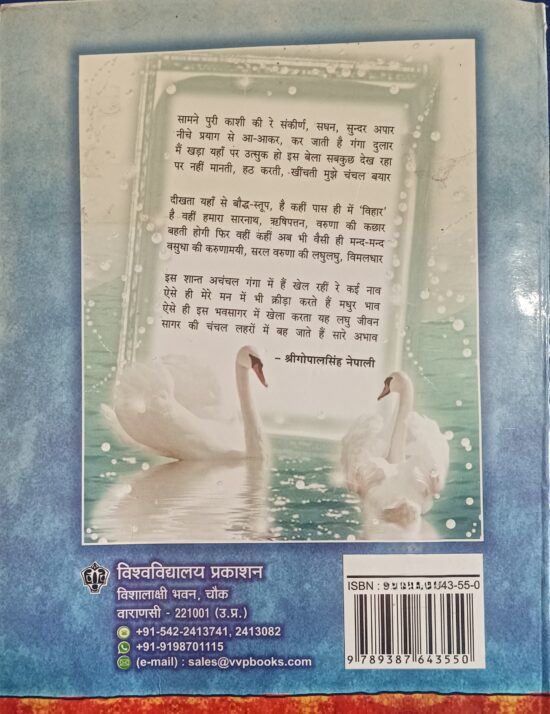 सामने पुरी काशी की रे संकीर्ण, सघन, सुन्दर अपार
नीचे प्रयाग से आ-आकर, कर जाती है गंगा दुलार
मैं खड़ा यहाँ पर उत्सुक हो इस बेला सबकुछ देख रहा
पर नहीं मानती, हठ करती, खींचती मुझे चंचल बयार
दीखता यहाँ से बौद्ध-स्तूप, है कहीं पास ही में 'विहार'
है वहीं हमारा सारनाथ, ऋषिपत्तन, वरुणा की कछार
बहती होगी फिर वहीं कहीं अब भी वैसी ही मन्द-मन्द
वसुधा की करुणामयी, सरल वरुणा की लघुलघु, विमलधार
इस शान्त अचंचल गंगा में हैं खेल रहीं रे कई नाव
ऐसे ही मेरे मन में भी क्रीड़ा करते हैं मधुर भाव
ऐसे ही इस भवसागर में खेला करता यह लघु जीवन
सागर की चंचल लहरों में बह जाते हैं सारे अभाव
– श्रीगोपालसिंह नेपाली
विश्वविद्यालय प्रकाशन
विशालाक्षी भवन, चौक
वाराणसी - 221001 (उ.प्र.)
+91-542-2413741, 2413082
+91-9198701115
(e-mail) : sales@vvpbooks.com
ISBN : 43-55-0
9 789387 643550